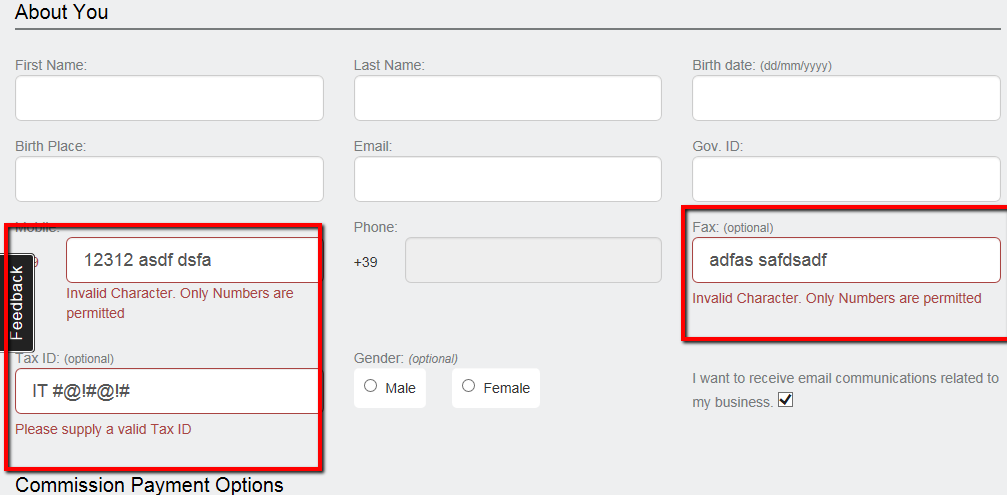 About You
First Name:
Last Name:
Birth date: (dd/mm/yyyy)
Birth Place:
Email:
Gov. ID:
Mobile:
Phone:
Fax: (optional)
9
12312 asdf dsfa
+39
adfas safdsadf
Invalid Character. Only Numbers are
permitted
Invalid Character. Only Numbers are permitted
Feedback
Tax ID: (optional)
Gender: (optional)
IT #@!#@!#
Male
Female
I want to receive email communications related to
my business.
Please supply a valid Tax ID
Commission Payment Options